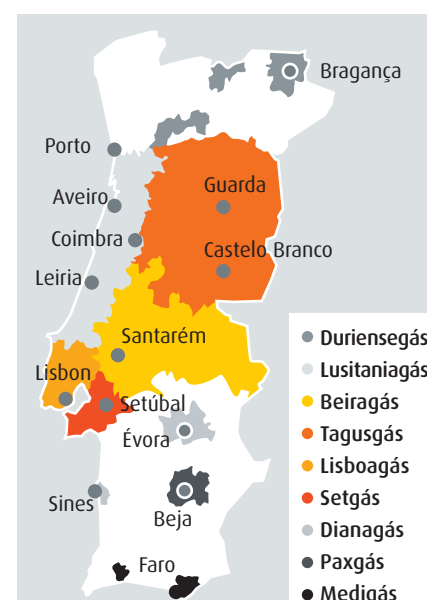 Bragança
Porto
Guarda
Aveiro
Coimbra
Castelo Branco
Leiria
Santarém
Lisbon
Setúbal
Évora
Sines
Beja
Faro
Duriensegás
Lusitaniagás
Beiragás
Tagusgás
Lisboagás
Setgás
Dianagás
Paxgás
Medigás